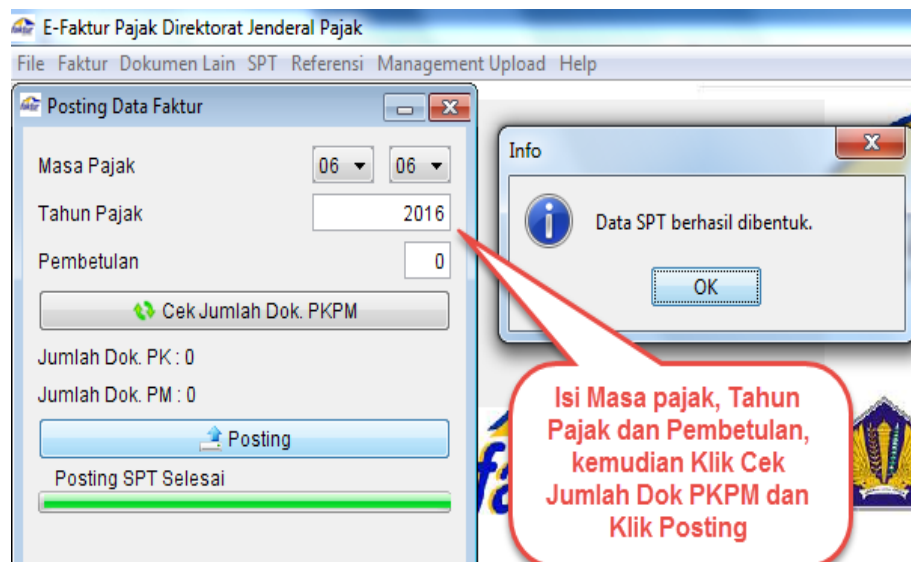 E-Faktur Pajak Direktorat Jenderal Pajak
File Faktur Dokumen Lain SPT Referensi Management Upload Help
Posting Data Faktur
Masa Pajak 06 06
Tahun Pajak 2016
Pembetulan 0
Cek Jumlah Dok. PKPM
Jumlah Dok. PK : 0
Jumlah Dok. PM : 0
Posting
Posting SPT Selesai
Info
Data SPT berhasil dibentuk.
OK
Isi Masa pajak, Tahun
Pajak dan Pembetulan,
kemudian Klik Cek
Jumlah Dok PKPM dan
Klik Posting